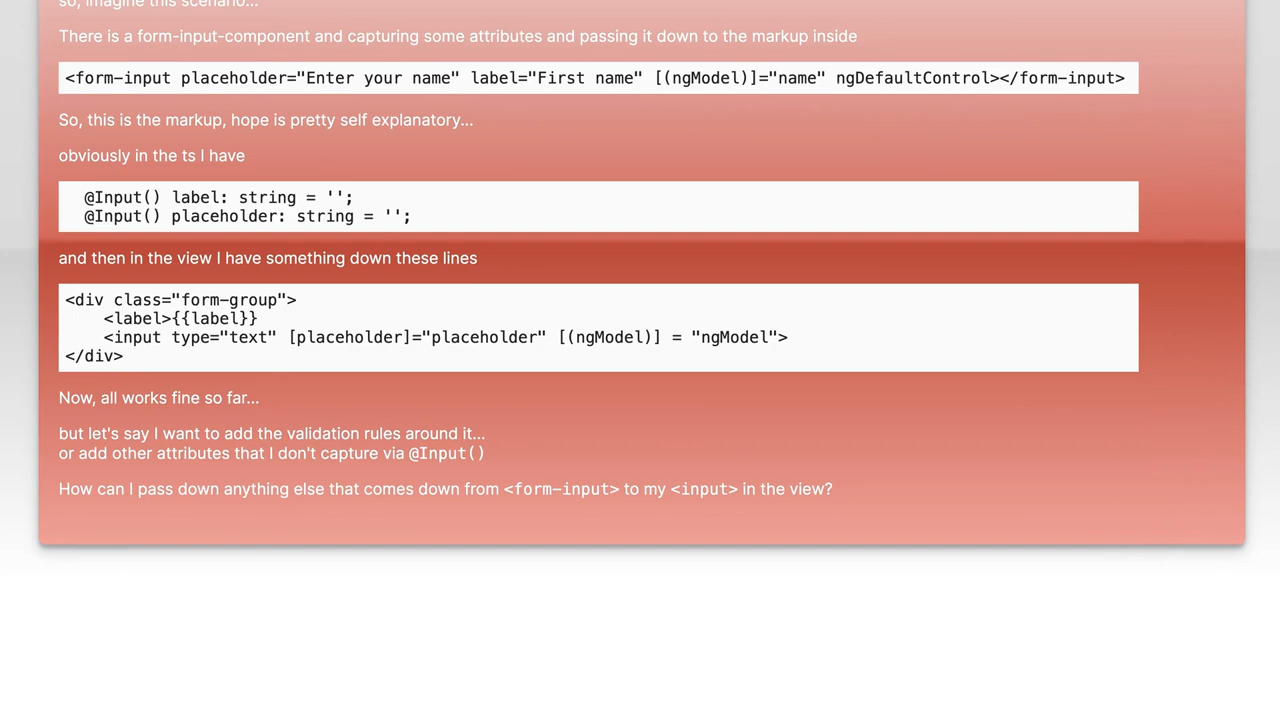 so, imagine this scenario...
There is a form-input-component and capturing some attributes and passing it down to the markup inside
<form-input placeholder="Enter your name" label="First name" [(ngModel)]="name" ngDefaultControl></form-input>
So, this is the markup, hope is pretty self explanatory...
obviously in the ts I have
@Input() label: string = '';
@Input() placeholder: string = '';
and then in the view I have something down these lines
<div class="form-group">
<label>{{label}}
<input type="text" [placeholder]="placeholder" [(ngModel)] = "ngModel">
</div>
Now, all works fine so far...
but let's say I want to add the validation rules around it...
or add other attributes that I don't capture via @Input()
How can I pass down anything else that comes down from <form-input> to my <input> in the view?